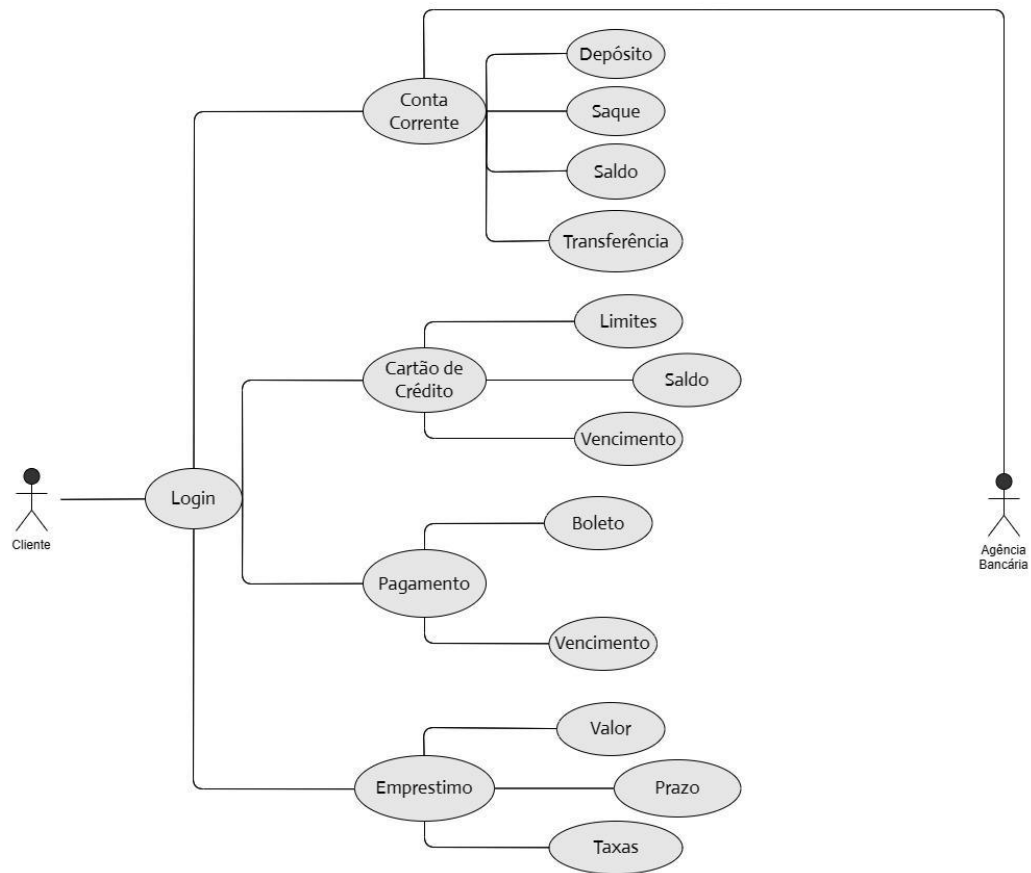 Depósito
Conta
Corrente
Saque
Saldo
Transferência
Limites
Cartão de
Crédito
Saldo
Vencimento
Login
Cliente
Boleto
Agência
Bancária
Pagamento
Vencimento
Valor
Emprestimo
Prazo
Taxas